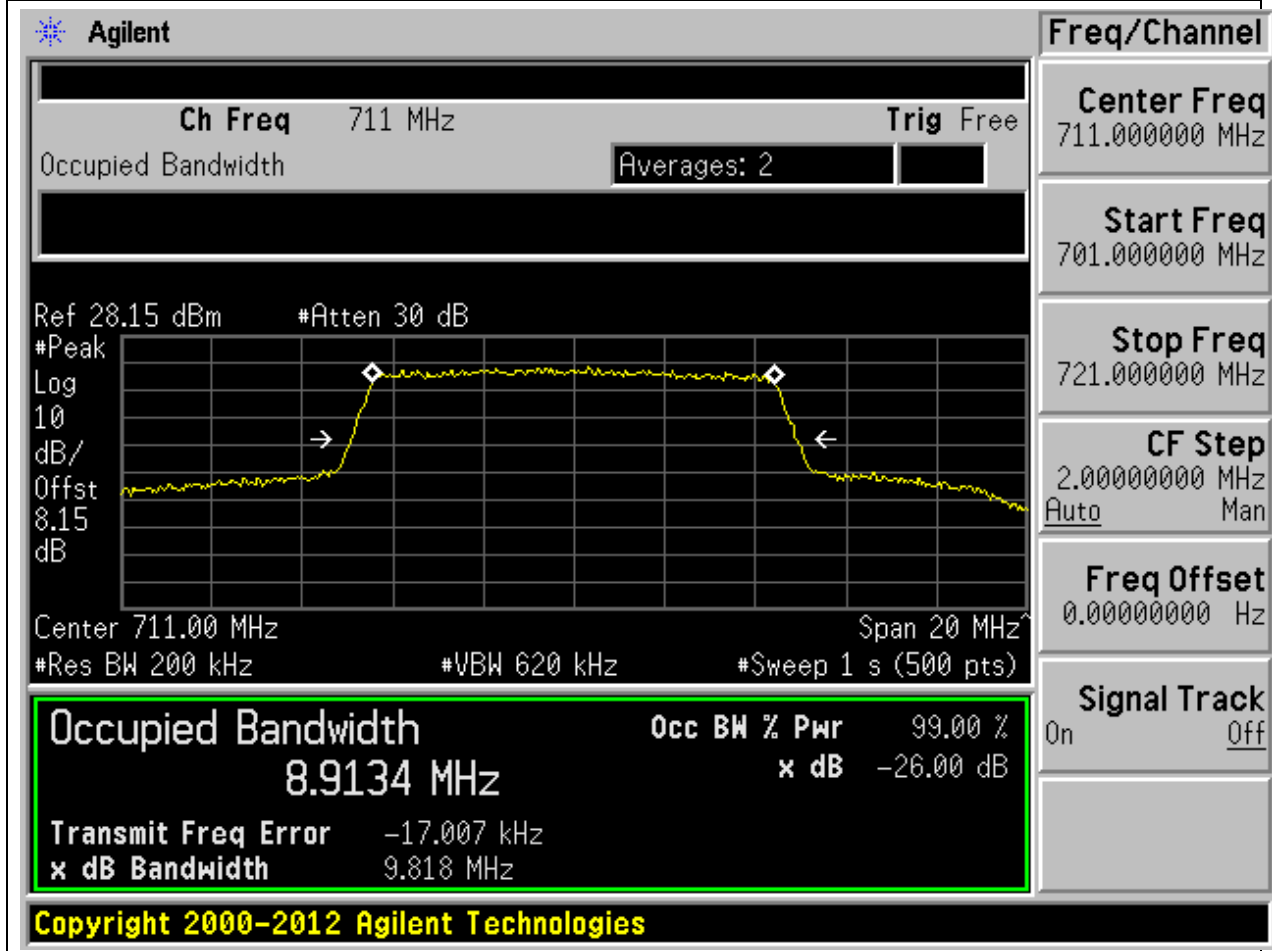 Agilent
Freq/Channel
Ch Freq 711 MHz Trig Free
Occupied Bandwidth Averages: 2
Ref 28.15 dBm #Atten 30 dB
#Peak
Log
10
dB/
Offst
8.15
dB
Center 711.00 MHz Span 20 MHz^
#Res BW 200 kHz #VBW 620 kHz #Sweep 1 s (500 pts)
Occupied Bandwidth
8.9134 MHz
Occ BW % Pwr 99.00 %
x dB -26.00 dB
Transmit Freq Error -17.007 kHz
x dB Bandwidth 9.818 MHz
Copyright 2000-2012 Agilent Technologies
Center Freq
711.000000 MHz
Start Freq
701.000000 MHz
Stop Freq
721.000000 MHz
CF Step
2.00000000 MHz
Auto Man
Freq Offset
0.00000000 Hz
Signal Track
On Off